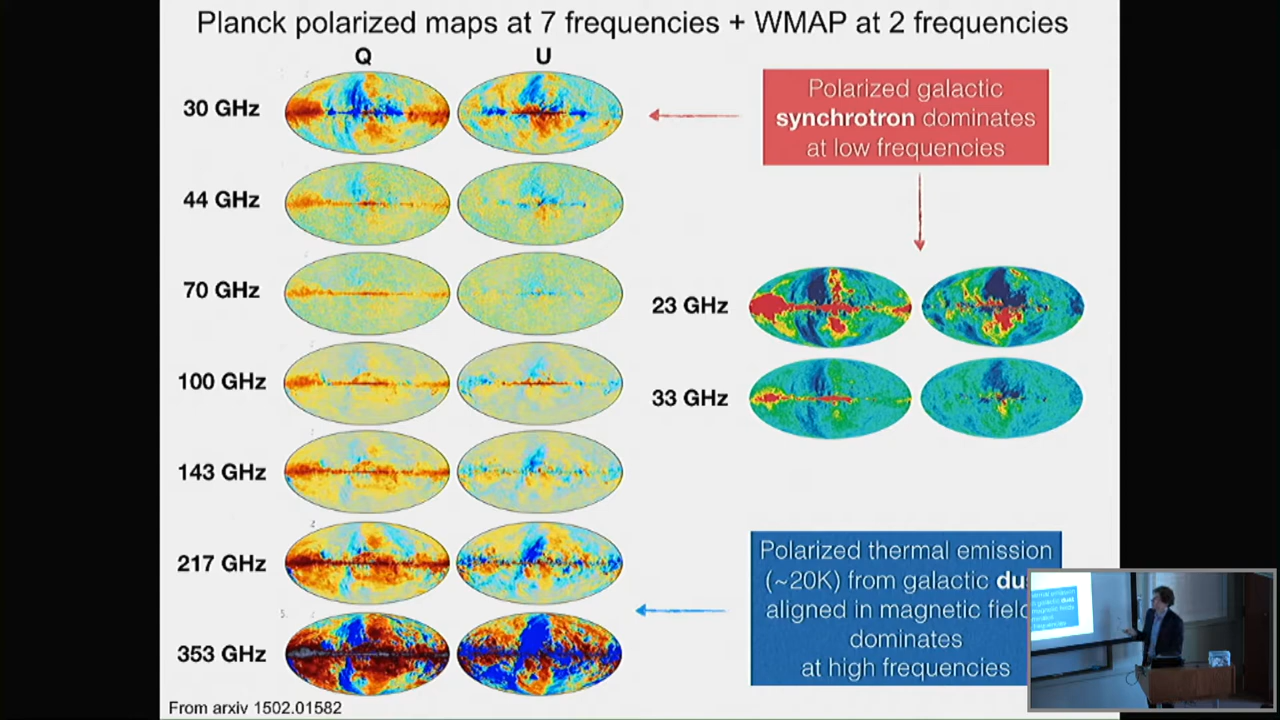 Planck polarized maps at 7 frequencies + WMAP at 2 frequencies
Q U
30 GHz
44 GHz
70 GHz
100 GHz
143 GHz
217 GHz
353 GHz
From arxiv 1502.01582
Polarized galactic
synchrotron dominates
at low frequencies
23 GHz
33 GHz
Polarized thermal emission
(~20K) from galactic
aligned in magnetic field
dominates
at high frequencies